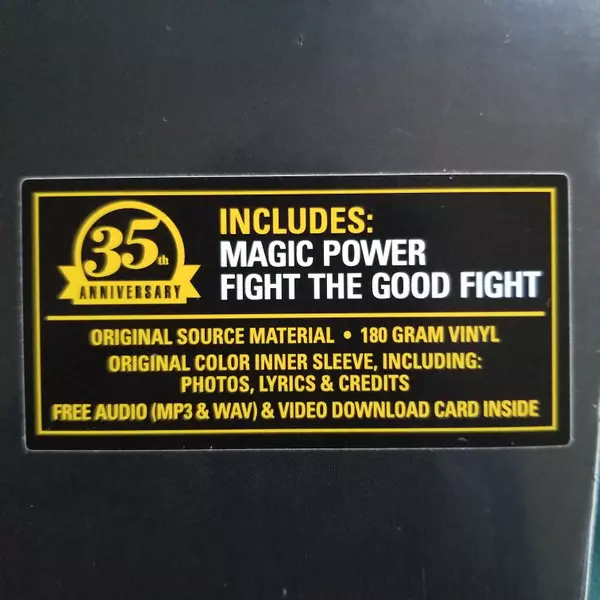 35th
ANNIVERSARY
INCLUDES:
MAGIC POWER
FIGHT THE GOOD FIGHT
ORIGINAL SOURCE MATERIAL • 180 GRAM VINYL
ORIGINAL COLOR INNER SLEEVE, INCLUDING:
PHOTOS, LYRICS & CREDITS
FREE AUDIO (MP3 & WAV) & VIDEO DOWNLOAD CARD INSIDE